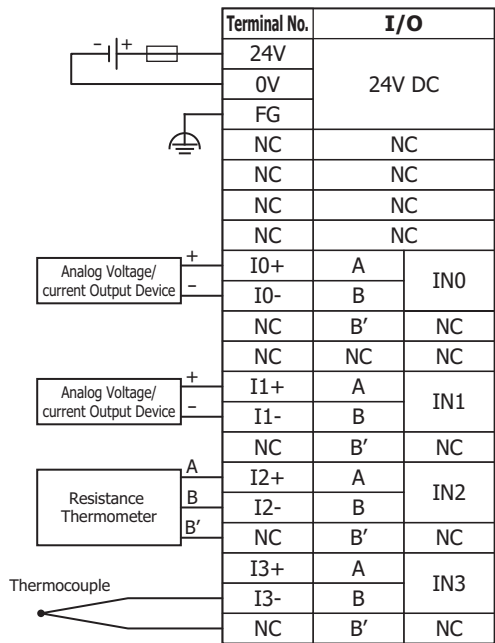 Terminal No. I/O
- + 24V
0V 24V DC
FG
NC NC
NC NC
NC NC
NC NC
Analog Voltage/
current Output Device
+ I0+ A IN0
– I0- B
NC B′ NC
NC NC NC
Analog Voltage/
current Output Device
+ I1+ A IN1
– I1- B
NC B′ NC
Resistance
Thermometer
A I2+ A IN2
B I2- B
B′ NC B′ NC
Thermocouple
I3+ A IN3
I3- B
NC B′ NC